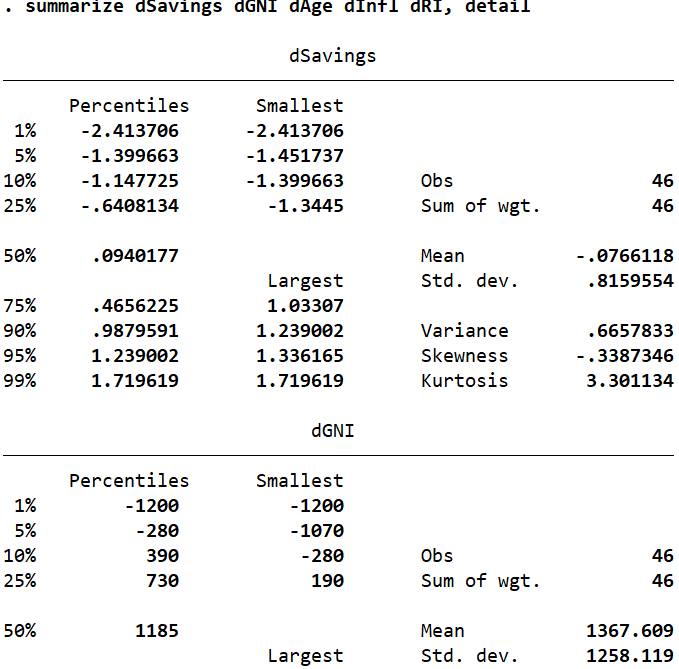 . summarize dSavings dGNI dAge dInfl dRI, detail
dSavings
Percentiles Smallest
1% -2.413706 -2.413706
5% -1.399663 -1.451737
10% -1.147725 -1.399663 Obs 46
25% -.6408134 -1.3445 Sum of wgt. 46
50% .0940177 Mean -.0766118
Largest Std. dev. .8159554
75% .4656225 1.03307
90% .9879591 1.239002 Variance .6657833
95% 1.239002 1.336165 Skewness -.3387346
99% 1.719619 1.719619 Kurtosis 3.301134
dGNI
Percentiles Smallest
1% -1200 -1200
5% -280 -1070
10% 390 -280 Obs 46
25% 730 190 Sum of wgt. 46
50% 1185 Mean 1367.609
Largest Std. dev. 1258.119